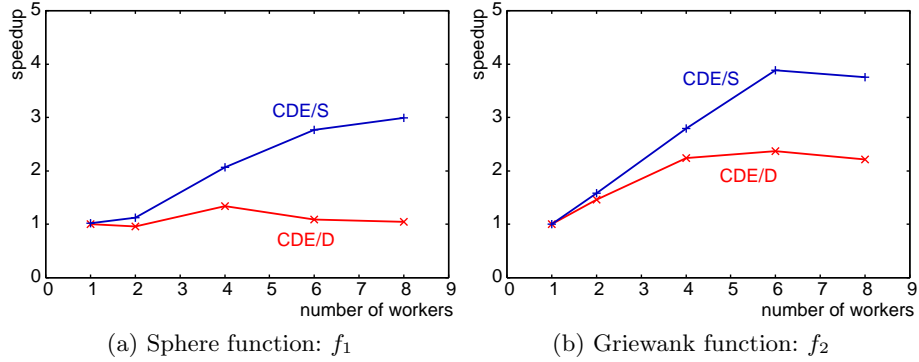 5
4
3
2
1
0
speedup
CDE/S
CDE/D
0 1 2 3 4 5 6 7 8 9
number of workers
(a) Sphere function: f₁
5
4
3
2
1
0
speedup
CDE/S
CDE/D
0 1 2 3 4 5 6 7 8 9
number of workers
(b) Griewank function: f₂